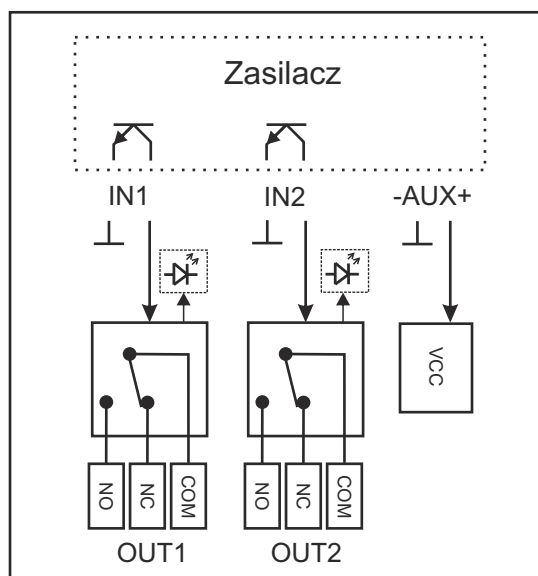 Zasilacz
IN1 IN2 -AUX+
VCC
NO NC COM NO NC COM
OUT1 OUT2